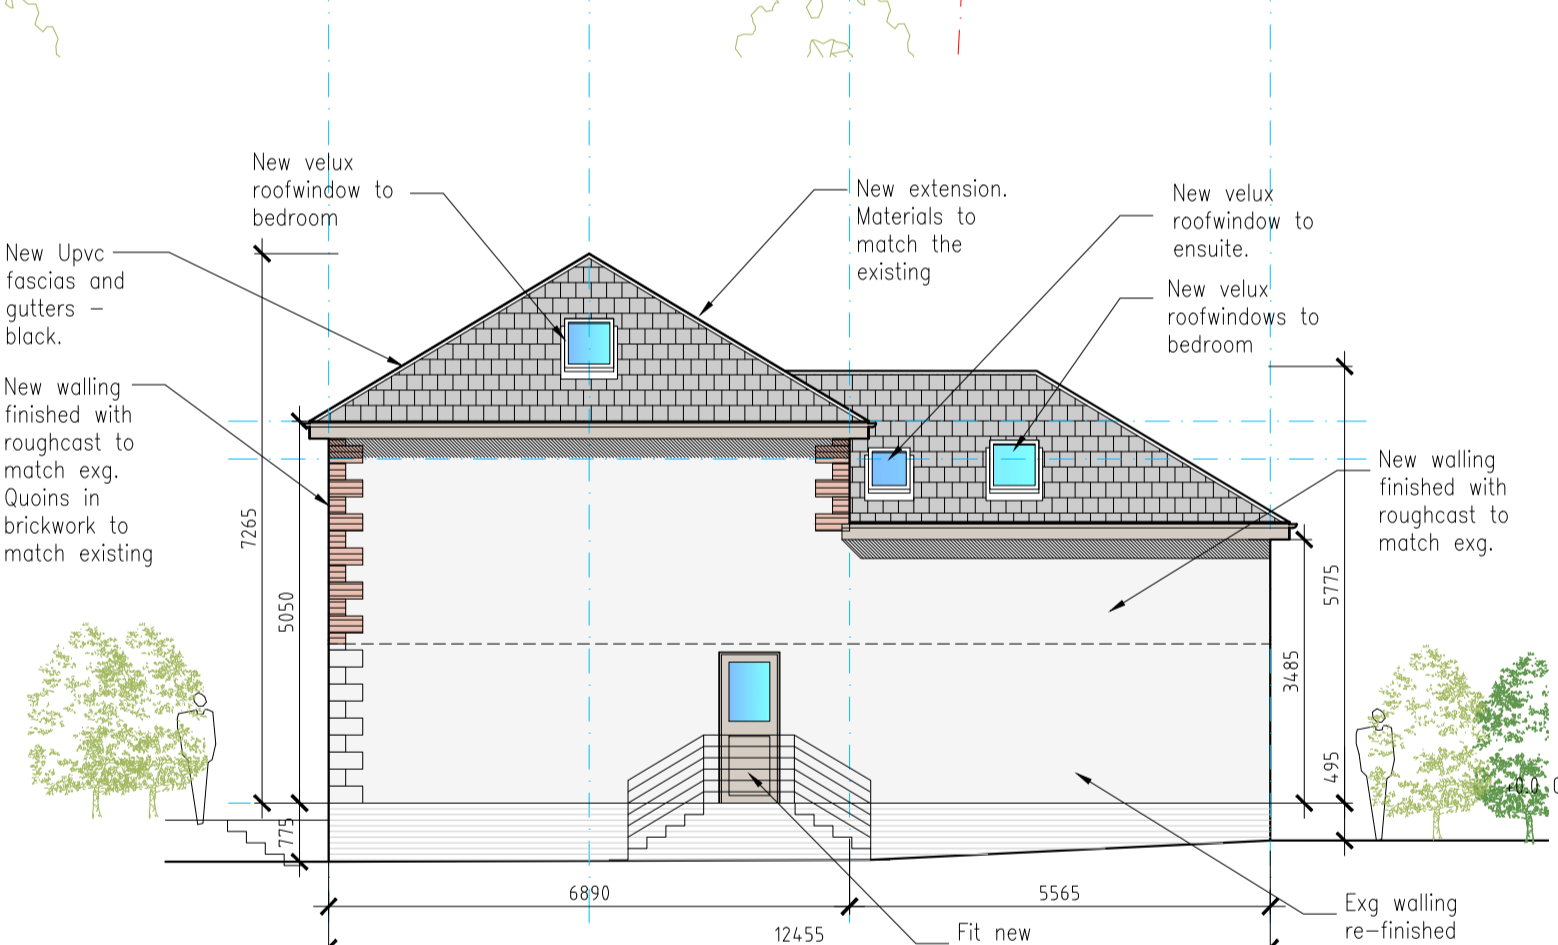 New velux
roofwindow to
bedroom
New extension.
Materials to
match the
existing
New velux
roofwindow to
ensuite.
New Upvc
fascias and
gutters –
black.
New velux
roofwindows to
bedroom
New walling
finished with
roughcast to
match exg.
Quoins in
brickwork to
match existing
New walling
finished with
roughcast to
match exg.
7265
5050
775
5775
3485
495
6890
5565
12455
Fit new
Exg walling
re-finished